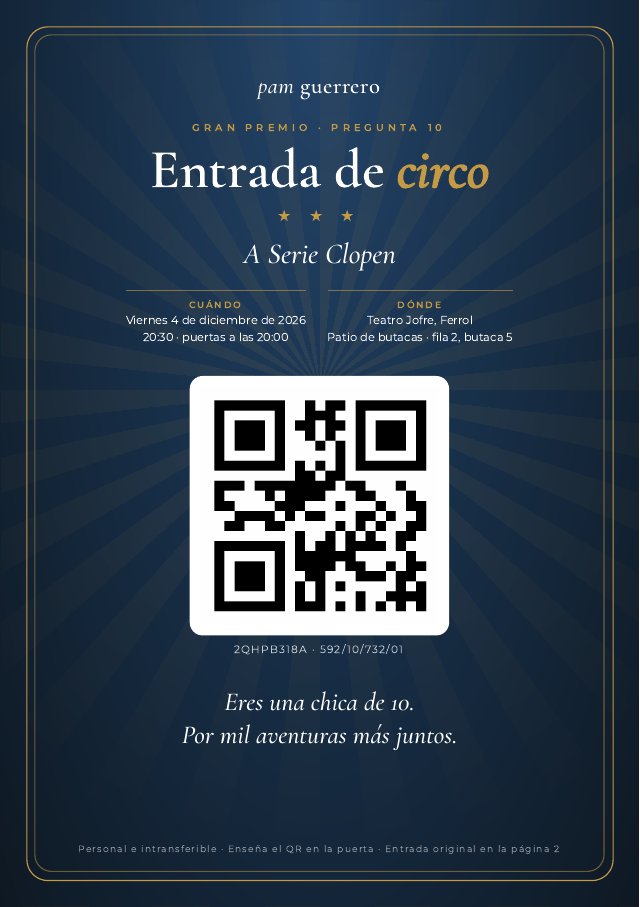 pam guerrero
GRAN PREMIO · PREGUNTA 10
Entrada de circo
A Serie Clopen
CUÁNDO
Viernes 4 de diciembre de 2026
20:30 · puertas a las 20:00
DÓNDE
Teatro Jofre, Ferrol
Patio de butacas · fila 2, butaca 5
2QHPB318A · 592/10/732/01
Eres una chica de 10.
Por mil aventuras más juntos.
Personal e intransferible · Enseña el QR en la puerta · Entrada original en la página 2